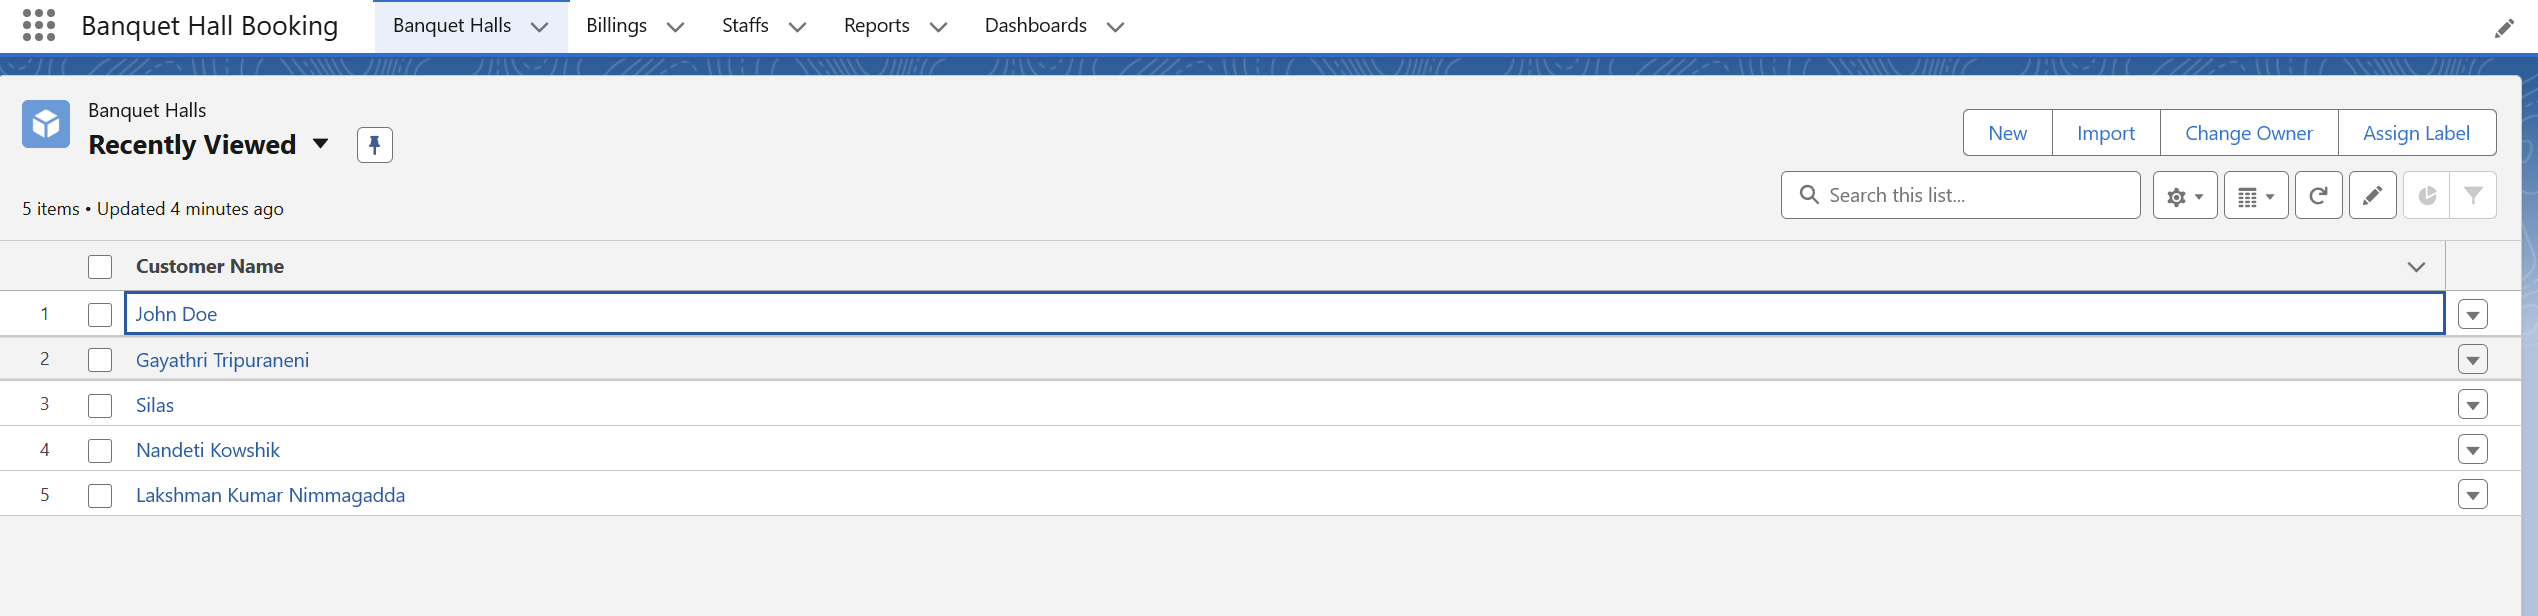 Banquet Hall Booking Banquet Halls Billings Staffs Reports Dashboards
Banquet Halls
Recently Viewed
New Import Change Owner Assign Label
5 items • Updated 4 minutes ago
Search this list...
Customer Name
1 John Doe
2 Gayathri Tripuraneni
3 Silas
4 Nandeti Kowshik
5 Lakshman Kumar Nimmagadda